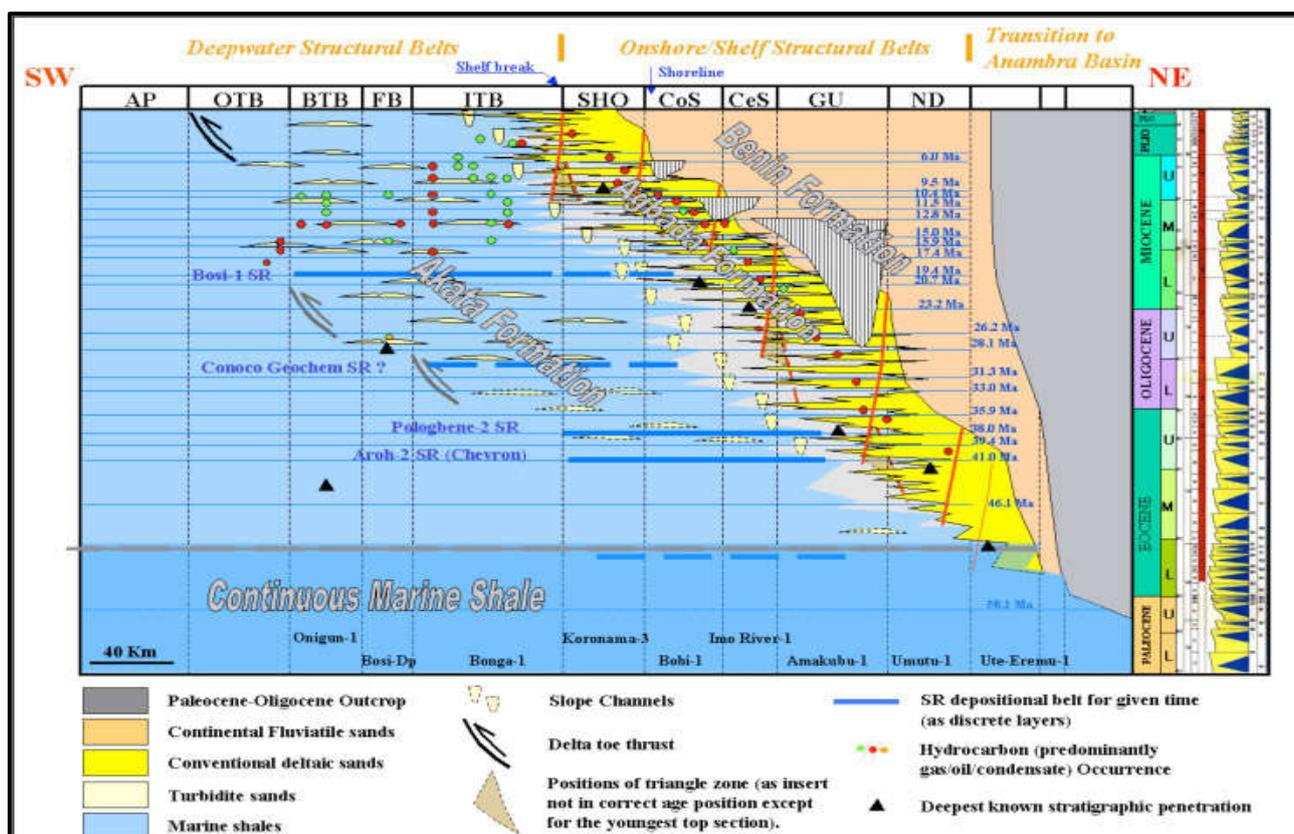 Deepwater Structural Belts
Onshore/Shelf Structural Belts
Transition to
Anambra Basin
SW
Shelf break
Shoreline
NE
AP
OTB
BTB
FB
ITB
SHO
CoS
CeS
GU
ND
Benin Formation
Agbada Formation
Akata Formation
6.0 Ma
9.5 Ma
10.4 Ma
11.5 Ma
12.8 Ma
15.0 Ma
15.9 Ma
17.4 Ma
19.4 Ma
20.7 Ma
23.2 Ma
26.2 Ma
28.1 Ma
31.3 Ma
33.0 Ma
35.9 Ma
38.0 Ma
39.4 Ma
41.0 Ma
46.1 Ma
Bosi-1 SR
Conoco Geochem SR ?
Pologbene-2 SR
Aroh-2 SR (Chevron)
Continuous Marine Shale
PLIO
MIOCENE
U
M
L
OLIGOCENE
U
L
EOCENE
U
M
L
PALEOCENE
U
L
Onigun-1
Koronama-3
Imo River-1
40 Km
Bosi-Dp
Bonga-1
Bobi-1
Amakubu-1
Umutu-1
Ute-Eremu-1
Paleocene-Oligocene Outcrop
Continental Fluviatile sands
Conventional deltaic sands
Turbidite sands
Marine shales
Slope Channels
Delta toe thrust
Positions of triangle zone (as insert
not in correct age position except
for the youngest top section).
SR depositional belt for given time
(as discrete layers)
Hydrocarbon (predominantly
gas/oil/condensate) Occurrence
Deepest known stratigraphic penetration